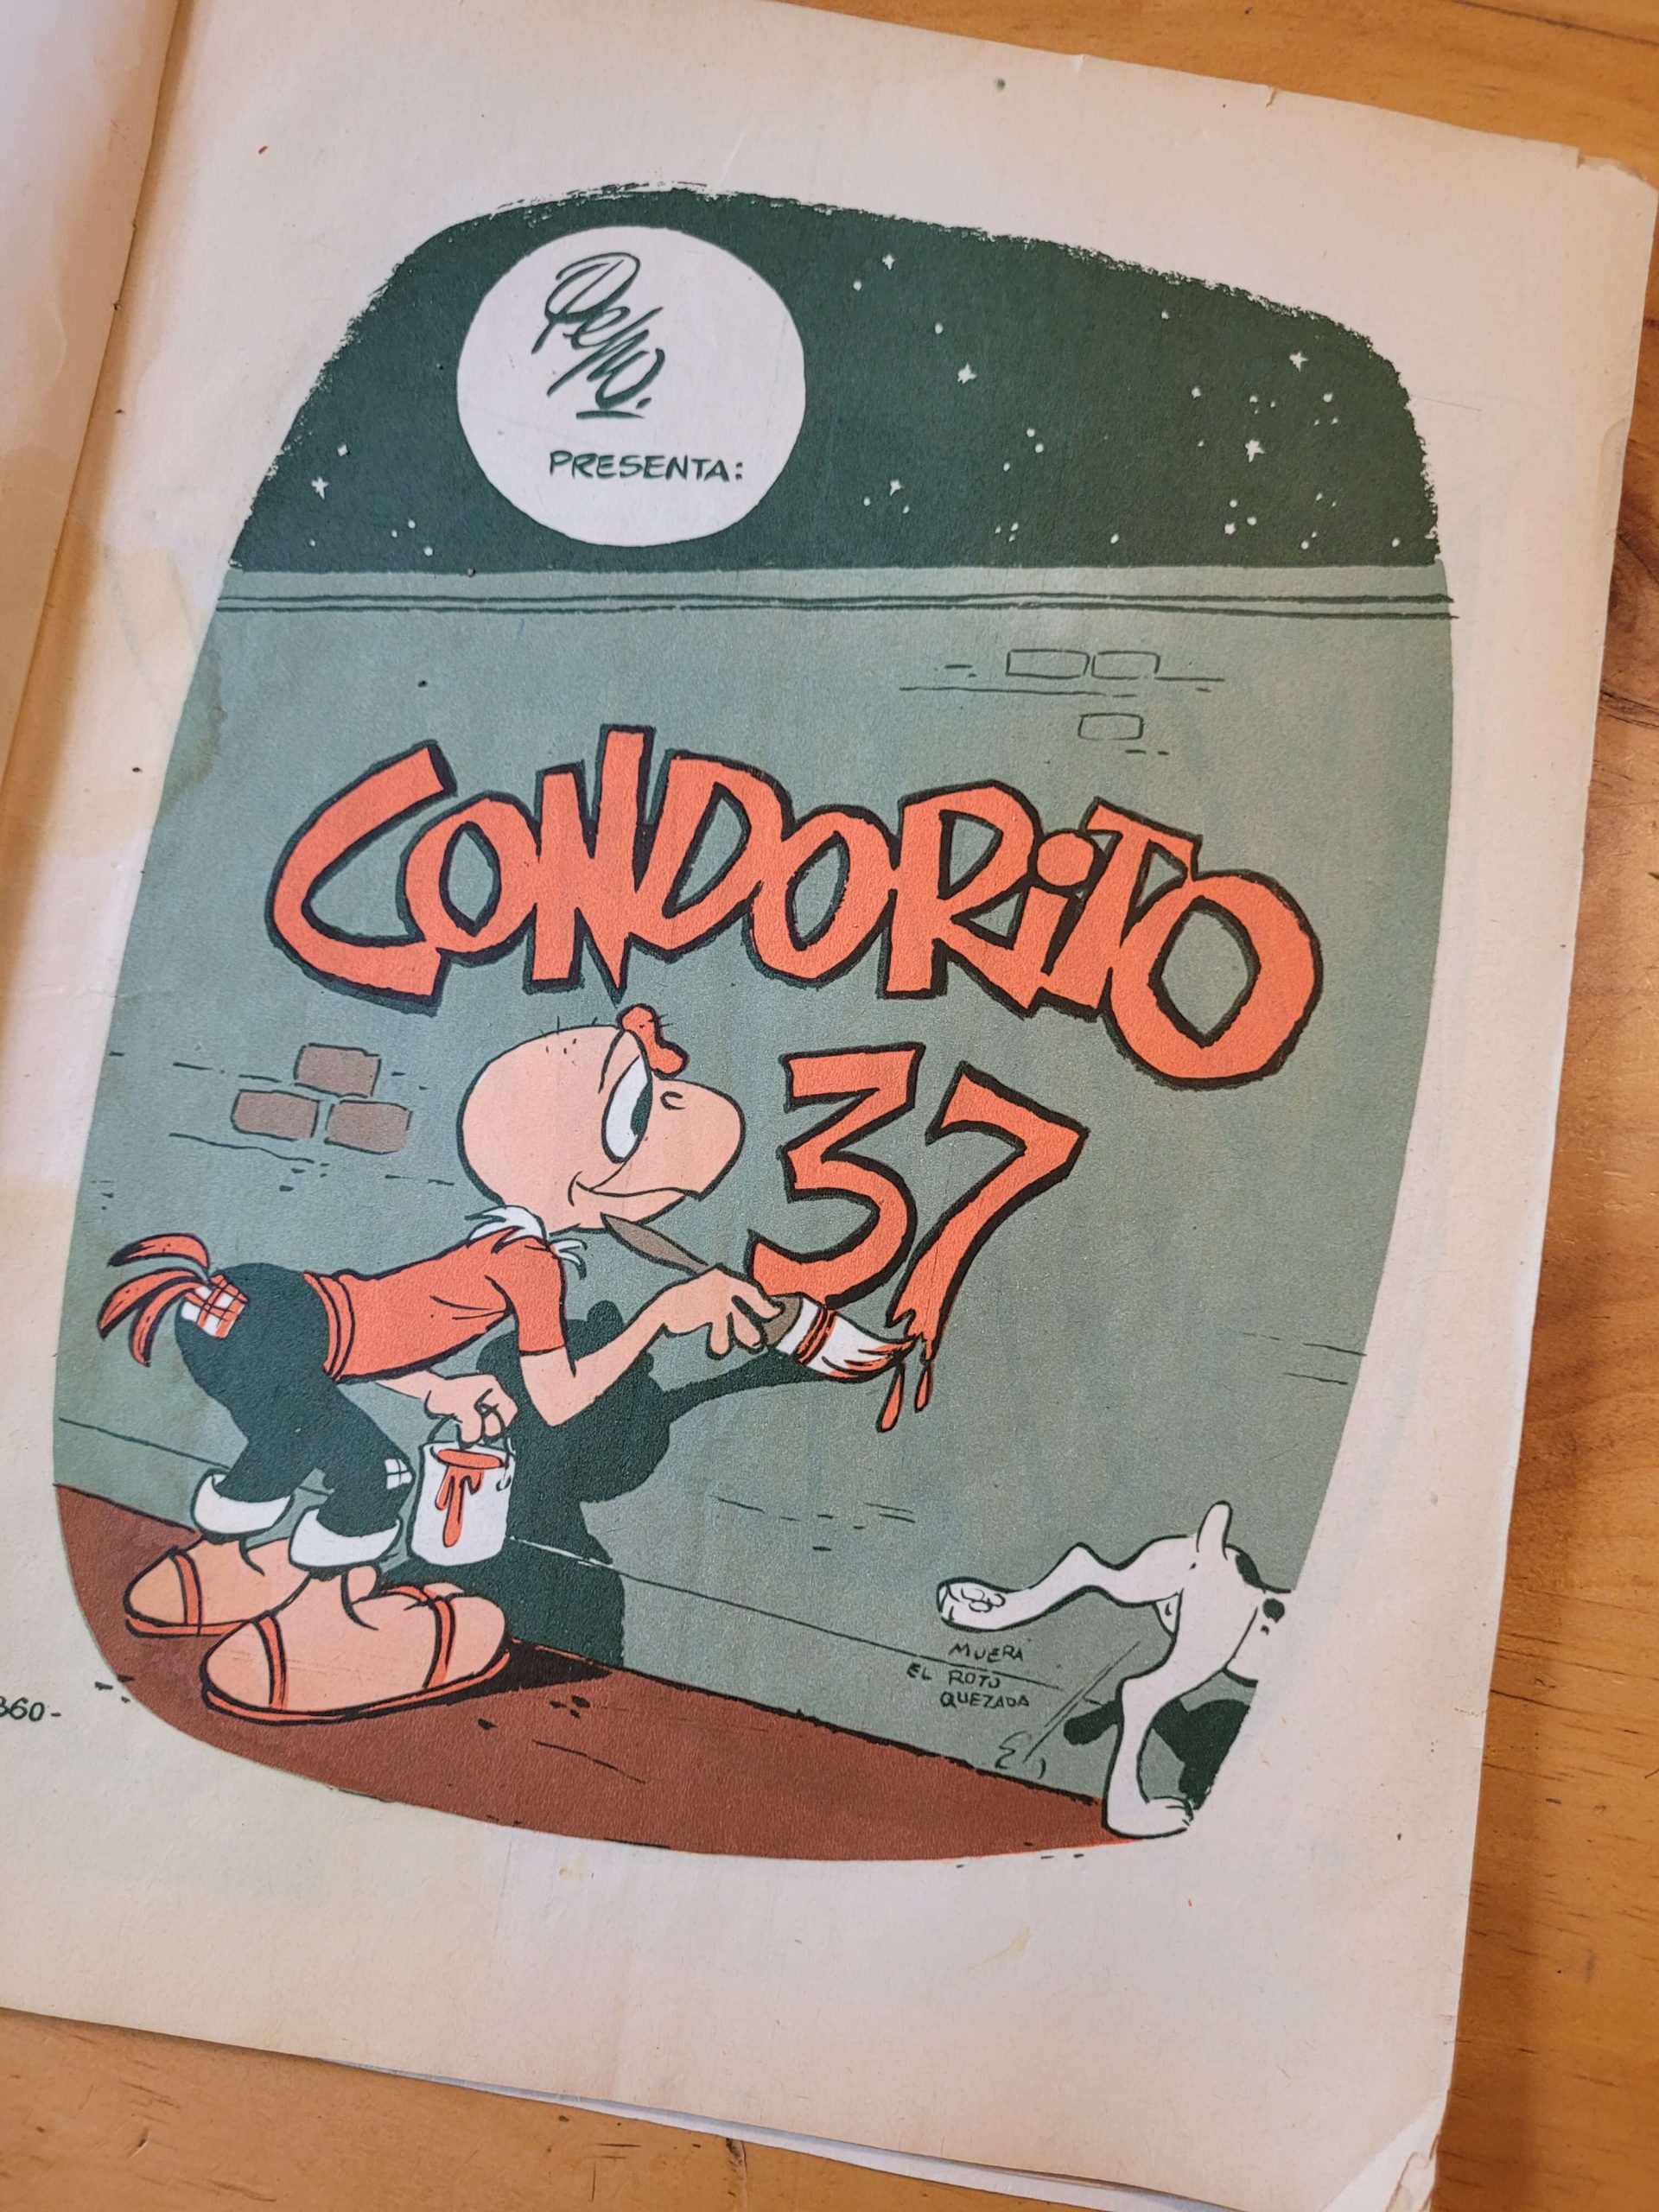 Pepo.
PRESENTA:
CONDORiTO
37
MUERA
EL ROTO
QUEZADA
360-